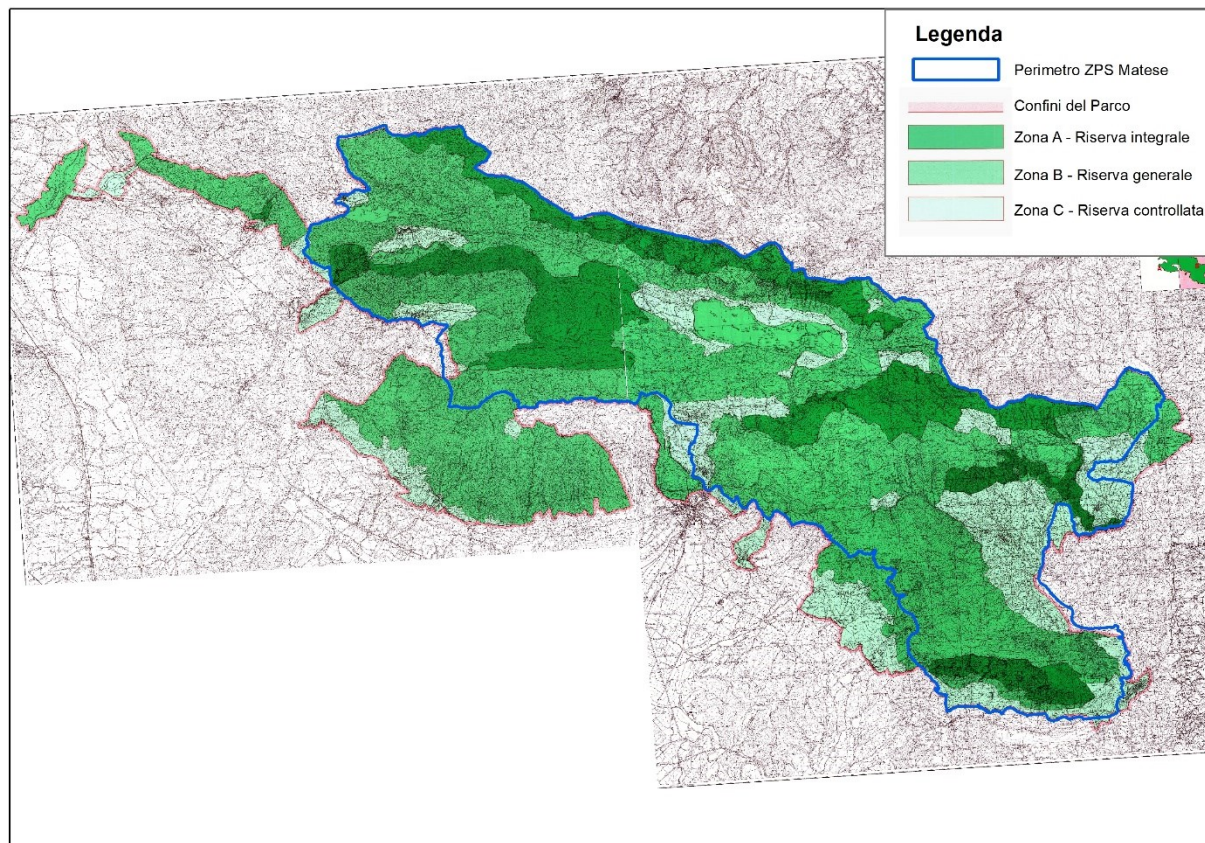 Legenda
Perimetro ZPS Matese
Confini del Parco
Zona A - Riserva integrale
Zona B - Riserva generale
Zona C - Riserva controllata